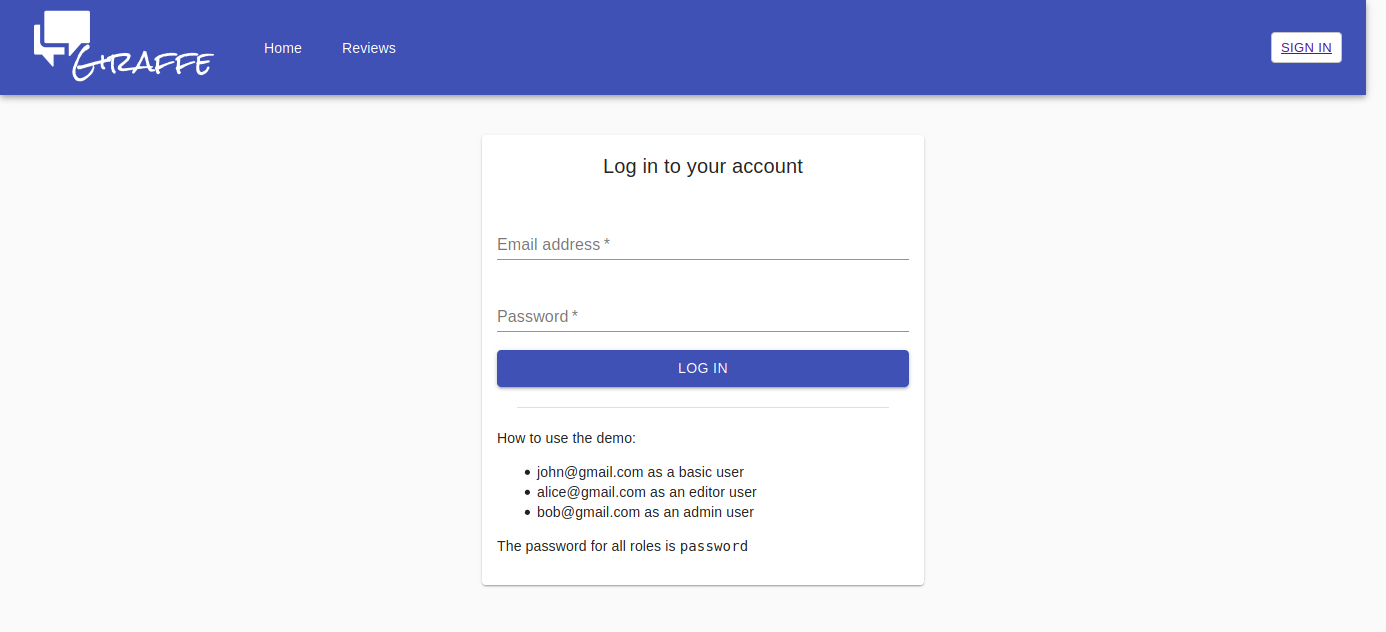 GIRAFFE
Home
Reviews
SIGN IN
Log in to your account
Email address *
Password *
LOG IN
How to use the demo:
• john@gmail.com as a basic user
• alice@gmail.com as an editor user
• bob@gmail.com as an admin user
The password for all roles is password